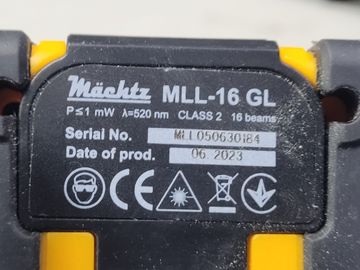 Mächtz MLL-16 GL
P≤1 mW λ=520 nm CLASS 2 16 beams
Serial No. MLL050630184
Date of prod. 06 2023